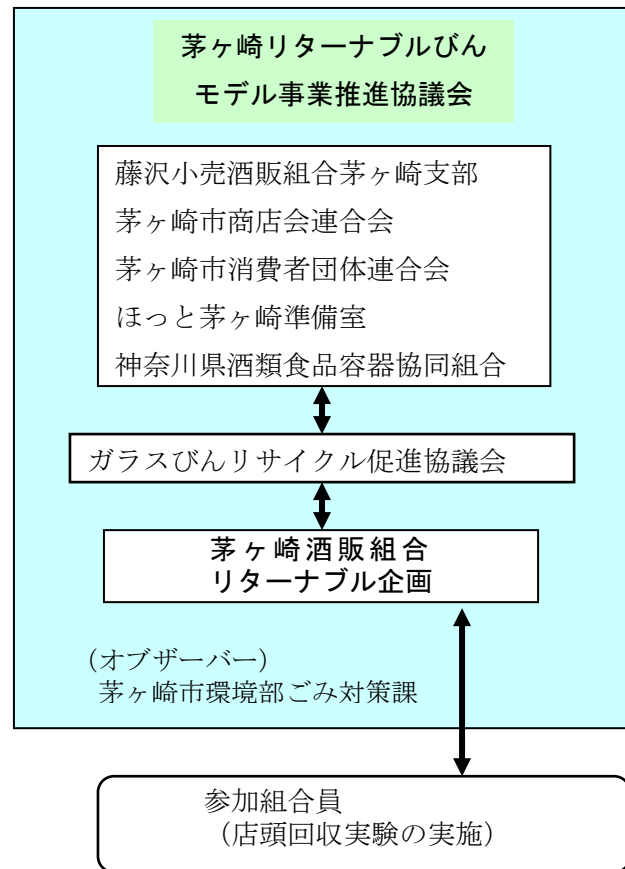 茅ヶ崎リターナブルびん
モデル事業推進協議会
藤沢小売酒販組合茅ヶ崎支部
茅ヶ崎市商店会連合会
茅ヶ崎市消費者団体連合会
ほっと茅ヶ崎準備室
神奈川県酒類食品容器協同組合
ガラスびんリサイクル促進協議会
茅ヶ崎酒販組合
リターナブル企画
(オブザーバー)
茅ヶ崎市環境部ごみ対策課
参加組合員
(店頭回収実験の実施)